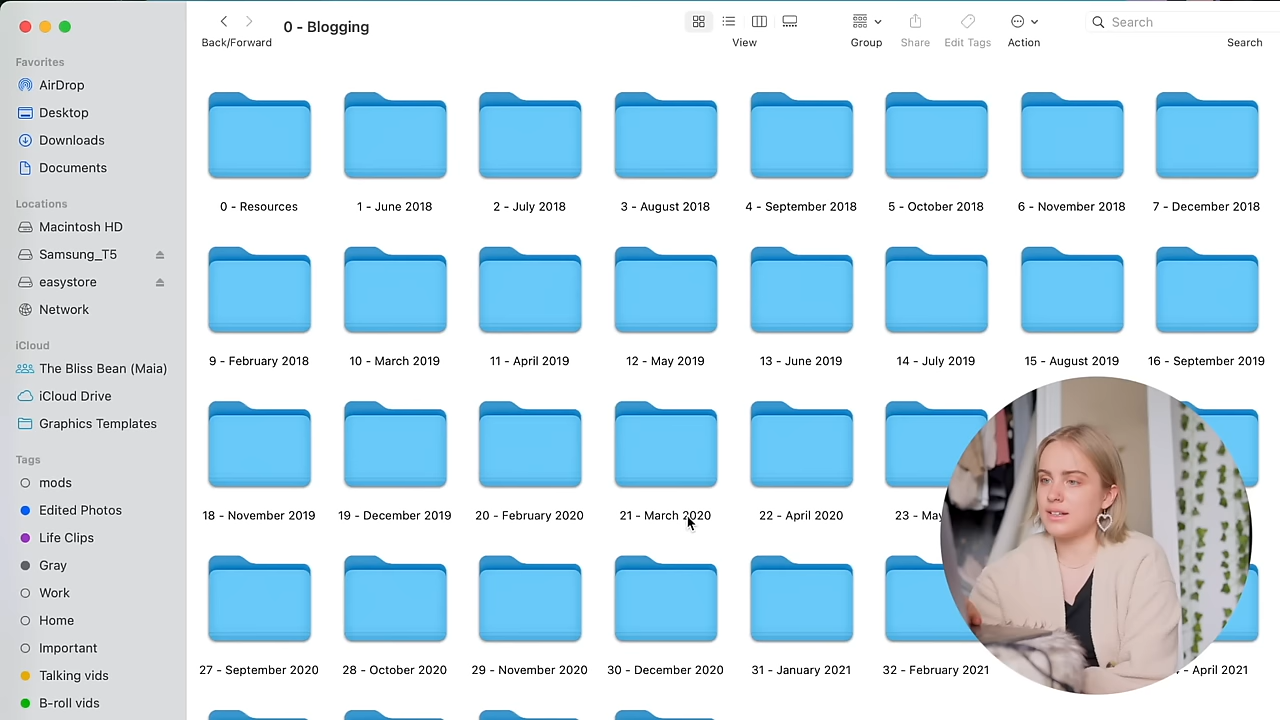 0 - Blogging
Back/Forward
View
Group
Share
Edit Tags
Action
Search
Search
Favorites
AirDrop
Desktop
Downloads
Documents
Locations
Macintosh HD
Samsung_T5
easystore
Network
iCloud
The Bliss Bean (Maia)
iCloud Drive
Graphics Templates
Tags
mods
Edited Photos
Life Clips
Gray
Work
Home
Important
Talking vids
B-roll vids
0 - Resources
1 - June 2018
2 - July 2018
3 - August 2018
4 - September 2018
5 - October 2018
6 - November 2018
7 - December 2018
9 - February 2018
10 - March 2019
11 - April 2019
12 - May 2019
13 - June 2019
14 - July 2019
15 - August 2019
16 - September 2019
18 - November 2019
19 - December 2019
20 - February 2020
21 - March 2020
22 - April 2020
23 - May
27 - September 2020
28 - October 2020
29 - November 2020
30 - December 2020
31 - January 2021
32 - February 2021
- April 2021